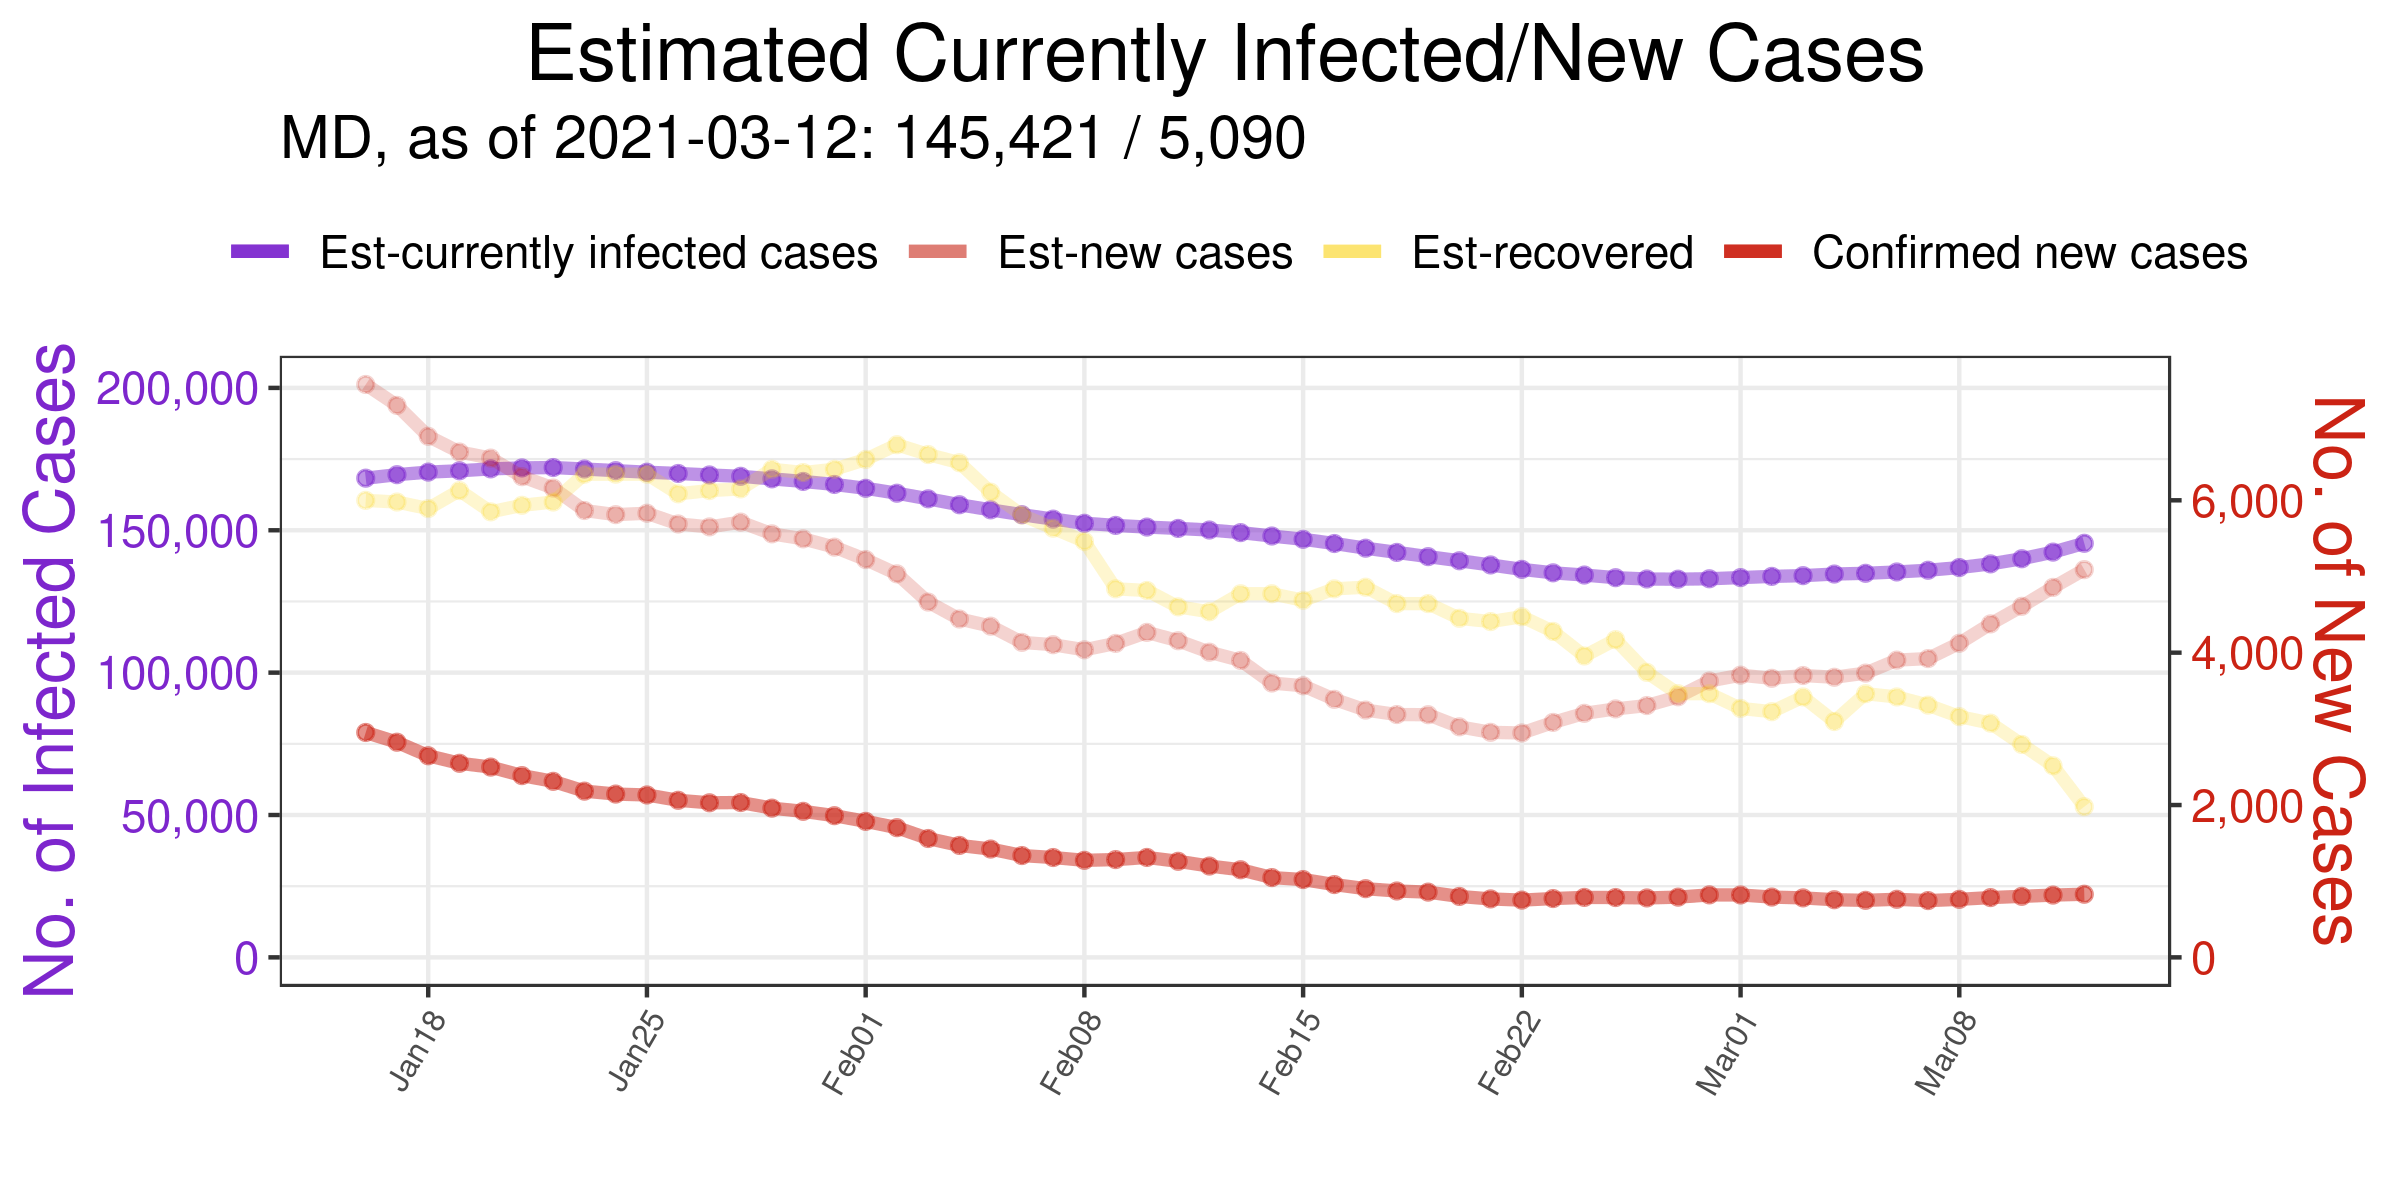 Estimated Currently Infected/New Cases
MD, as of 2021-03-12: 145,421 / 5,090
Est-currently infected cases Est-new cases Est-recovered Confirmed new cases
No. of Infected Cases
200,000
150,000
100,000
50,000
0
6,000
4,000
2,000
0
No. of New Cases
Jan18 Jan25 Feb01 Feb08 Feb15 Feb22 Mar01 Mar08